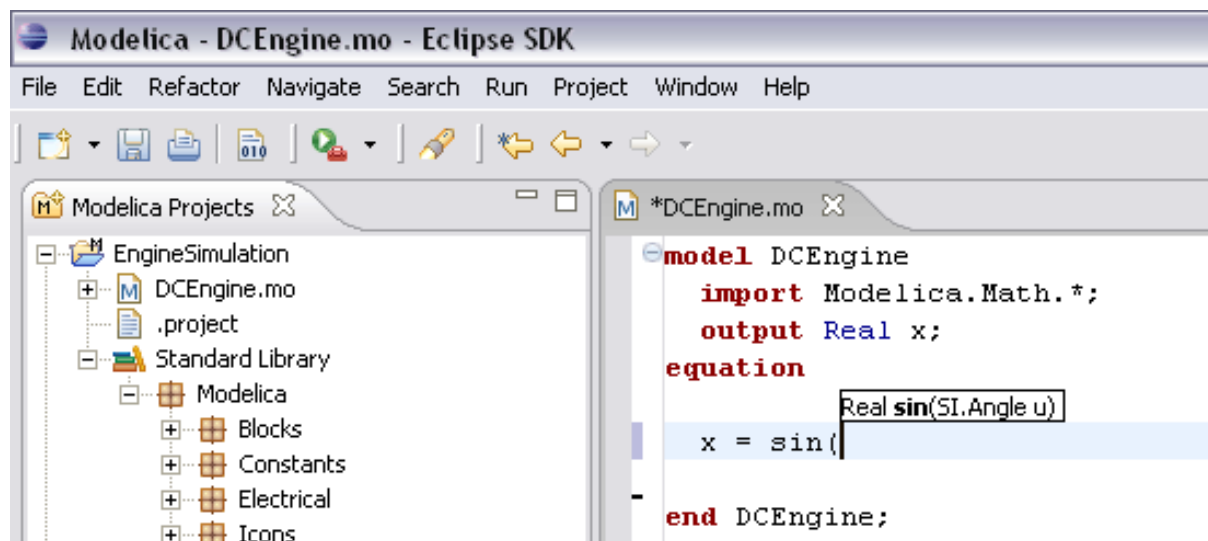 Modelica - DCEngine.mo - Eclipse SDK
File Edit Refactor Navigate Search Run Project Window Help
010
M Modelica Projects
EngineSimulation
M DCEngine.mo
.project
Standard Library
Modelica
Blocks
Constants
Electrical
Icons
M *DCEngine.mo
model DCEngine
import Modelica.Math.*;
output Real x;
equation
Real sin(SI.Angle u)
x = sin(
end DCEngine;